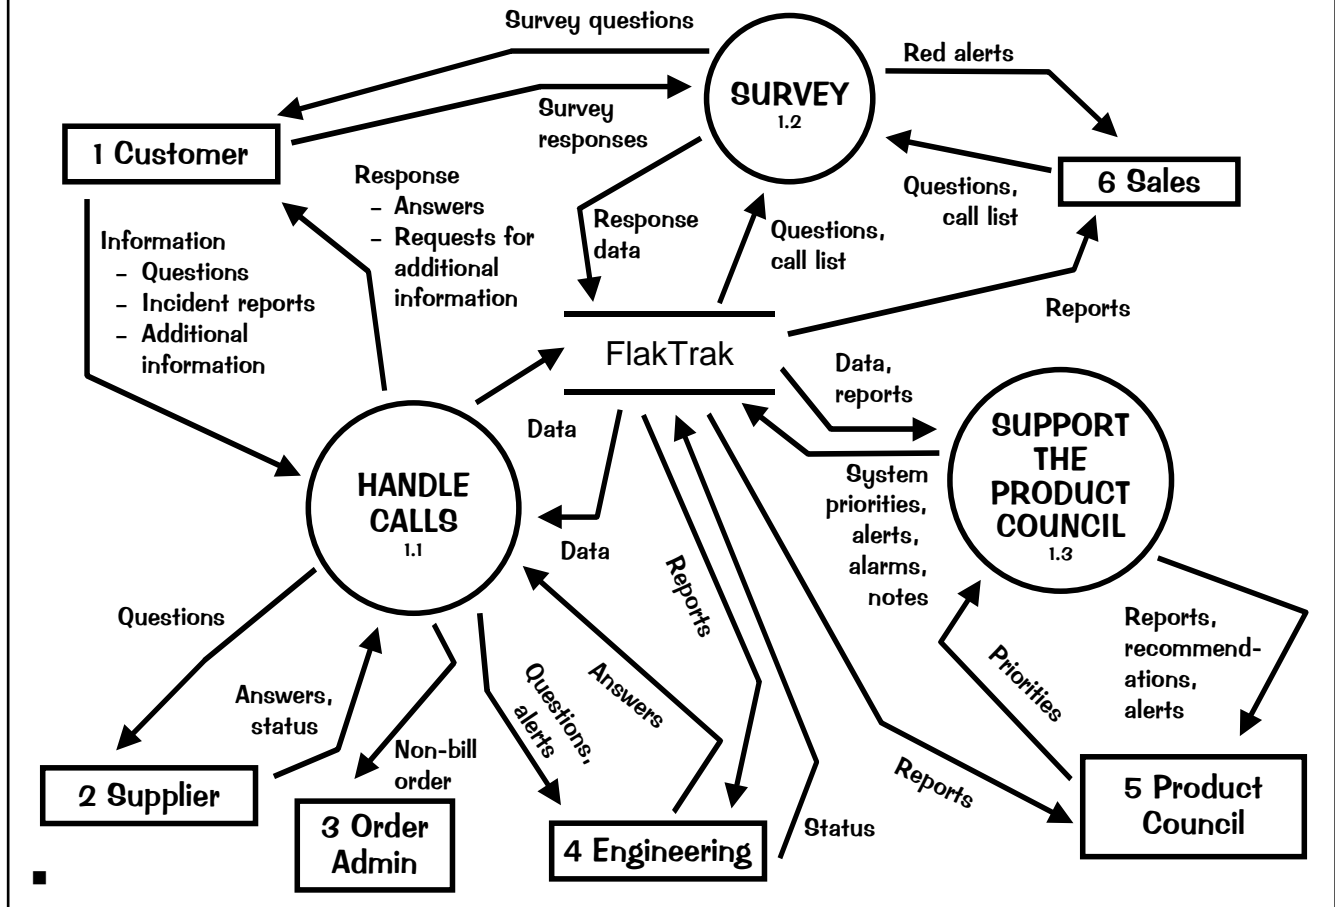 Survey questions
SURVEY
1.2
Red alerts
Survey
responses
1 Customer
6 Sales
Questions,
call list
Response
- Answers
- Requests for
additional
information
Response
data
Questions,
call list
Information
- Questions
- Incident reports
- Additional
information
Reports
FlakTrak
Data,
reports
Data
SUPPORT
THE
PRODUCT
COUNCIL
1.3
HANDLE
CALLS
1.1
Data
System
priorities,
alerts,
alarms,
notes
Reports
Questions
Reports,
recommend-
ations,
alerts
Priorities
Answers,
status
Questions,
alerts
Answers
Non-bill
order
Reports
2 Supplier
3 Order
Admin
4 Engineering
Status
5 Product
Council